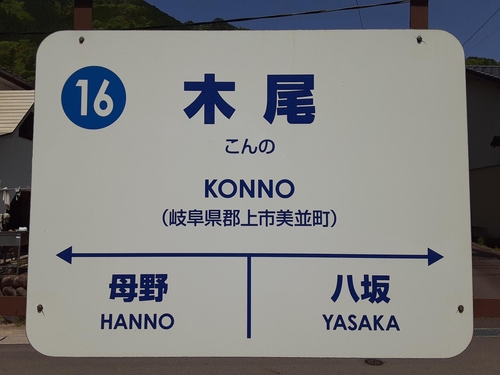 16
木尾
こんの
KONNO
(岐阜県郡上市美並町)
母野 八坂
HANNO YASAKA